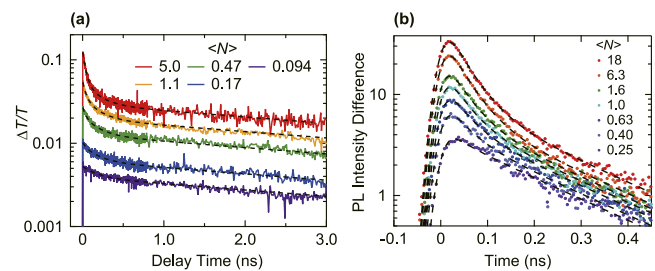 (a)
<N>
5.0 0.47 0.094
1.1 0.17
ΔT/T
0.1
0.01
0.001
0 1.0 2.0 3.0
Delay Time (ns)
(b)
<N>
18
6.3
1.6
1.0
0.63
0.40
0.25
PL Intensity Difference
10
1
-0.1 0 0.1 0.2 0.3 0.4
Time (ns)